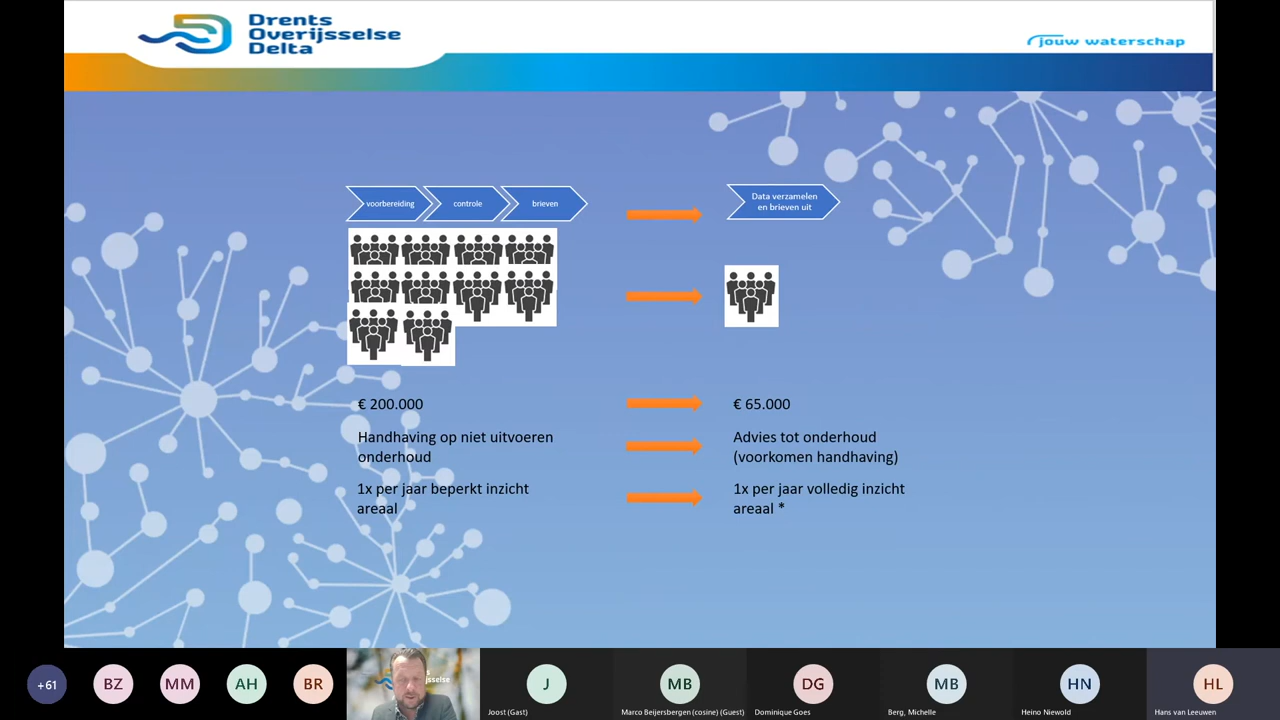 Drents
Overijsselse
Delta
jouw waterschap
voorbereiding
controle
brieven
Data verzamelen
en brieven uit
€ 200.000
€ 65.000
Handhaving op niet uitvoeren
onderhoud
Advies tot onderhoud
(voorkomen handhaving)
1x per jaar beperkt inzicht
areaal
1x per jaar volledig inzicht
areaal *
+61
BZ
MM
AH
BR
J
MB
DG
MB
HN
HL
Joost (Gast)
Marco Beijersbergen (cosine) (Guest)
Dominique Goes
Berg, Michelle
Heino Niewold
Hans van Leeuwen